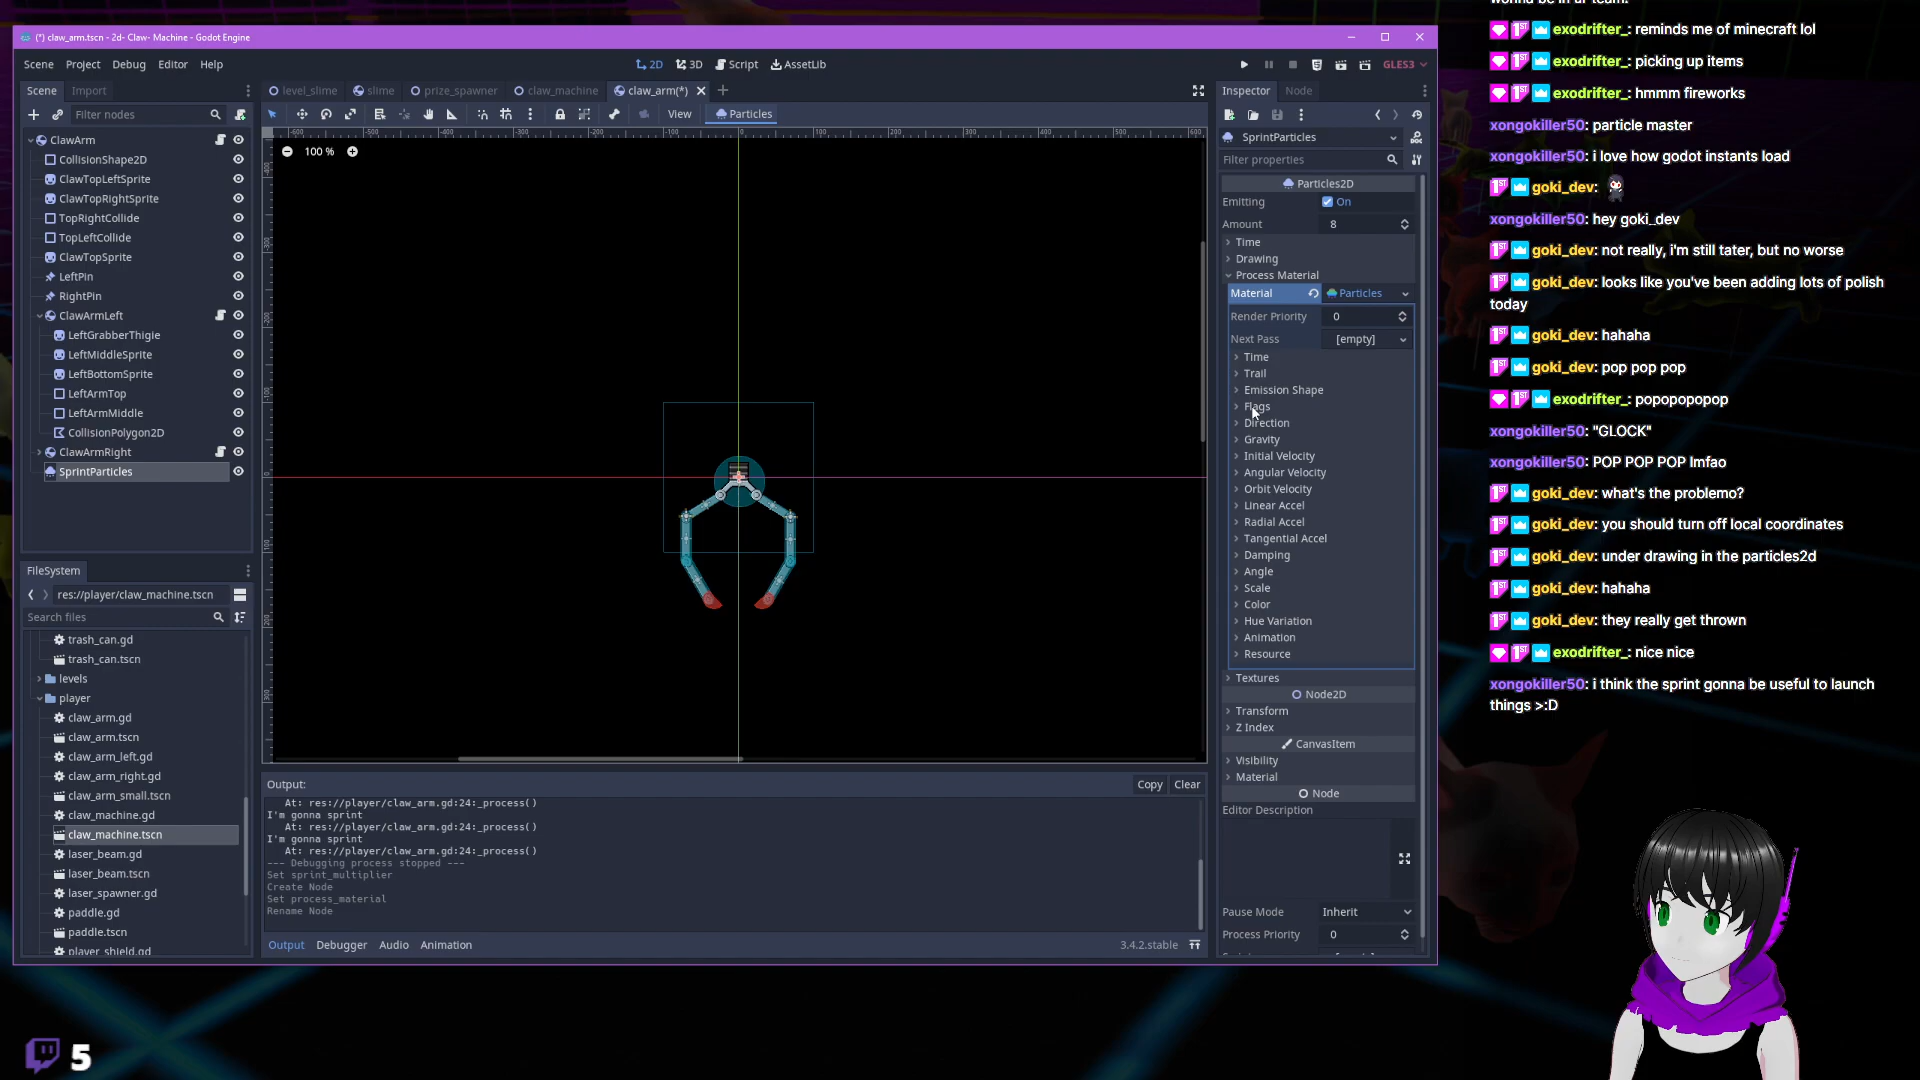 (*) claw_arm.tscn - 2d- Claw- Machine - Godot Engine
Scene Project Debug Editor Help
2D 3D Script AssetLib
GLES3
Scene Import
Filter nodes
ClawArm
CollisionShape2D
ClawTopLeftSprite
ClawTopRightSprite
TopRightCollide
TopLeftCollide
ClawTopSprite
LeftPin
RightPin
ClawArmLeft
LeftGrabberThigie
LeftMiddleSprite
LeftBottomSprite
LeftArmTop
LeftArmMiddle
CollisionPolygon2D
ClawArmRight
SprintParticles
FileSystem
res://player/claw_machine.tscn
Search files
trash_can.gd
trash_can.tscn
levels
player
claw_arm.gd
claw_arm.tscn
claw_arm_left.gd
claw_arm_right.gd
claw_arm_small.tscn
claw_machine.gd
claw_machine.tscn
laser_beam.gd
laser_beam.tscn
laser_spawner.gd
paddle.gd
paddle.tscn
player_shield.gd
level_slime slime prize_spawner claw_machine claw_arm(*)
View Particles
100 %
Output: Copy Clear
At: res://player/claw_arm.gd:24:_process()
I'm gonna sprint
At: res://player/claw_arm.gd:24:_process()
I'm gonna sprint
At: res://player/claw_arm.gd:24:_process()
--- Debugging process stopped ---
Set sprint_multiplier
Create Node
Set process_material
Rename Node
Output Debugger Audio Animation 3.4.2.stable
Inspector Node
SprintParticles
Filter properties
Particles2D
Emitting On
Amount 8
Time
Drawing
Process Material
Material Particles
Render Priority 0
Next Pass [empty]
Time
Trail
Emission Shape
Flags
Direction
Gravity
Initial Velocity
Angular Velocity
Orbit Velocity
Linear Accel
Radial Accel
Tangential Accel
Damping
Angle
Scale
Color
Hue Variation
Animation
Resource
Textures
Node2D
Transform
Z Index
CanvasItem
Visibility
Material
Node
Editor Description
Pause Mode Inherit
Process Priority 0
exodrifter_: reminds me of minecraft lol
exodrifter_: picking up items
exodrifter_: hmmm fireworks
xongokiller50: particle master
xongokiller50: i love how godot instants load
goki_dev:
xongokiller50: hey goki_dev
goki_dev: not really, i'm still tater, but no worse
goki_dev: looks like you've been adding lots of polish
today
goki_dev: hahaha
goki_dev: pop pop pop
exodrifter_: popopopopop
xongokiller50: "GLOCK"
xongokiller50: POP POP POP lmfao
goki_dev: what's the problemo?
goki_dev: you should turn off local coordinates
goki_dev: under drawing in the particles2d
goki_dev: hahaha
goki_dev: they really get thrown
exodrifter_: nice nice
xongokiller50: i think the sprint gonna be useful to launch
things >:D
5